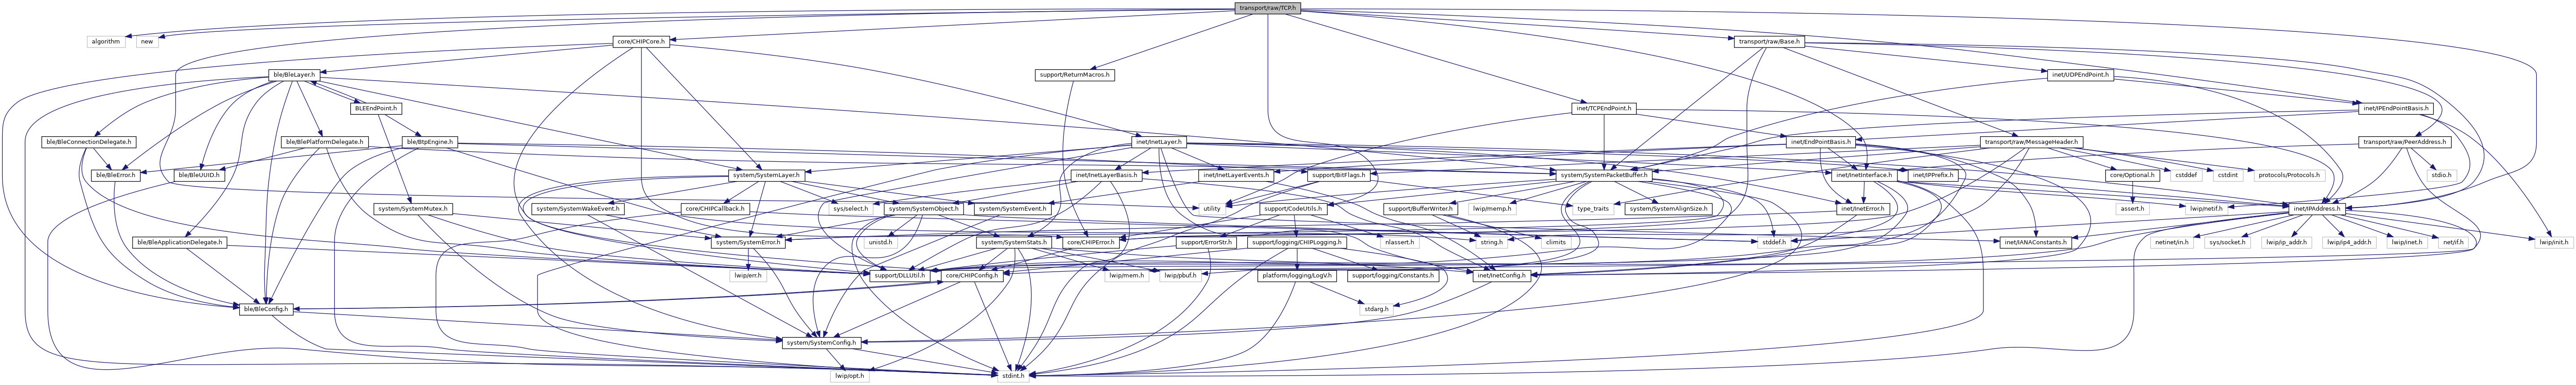 transport/raw/TCP.h
algorithm
new
core/CHIPCore.h
transport/raw/Base.h
ble/BleLayer.h
support/ReturnMacros.h
inet/UDPEndPoint.h
BLEEndPoint.h
inet/TCPEndPoint.h
inet/IPEndPointBasis.h
ble/BleConnectionDelegate.h
ble/BlePlatformDelegate.h
ble/BtpEngine.h
inet/InetLayer.h
inet/EndPointBasis.h
transport/raw/MessageHeader.h
transport/raw/PeerAddress.h
ble/BleError.h
ble/BleUUID.h
system/SystemLayer.h
inet/InetLayerBasis.h
inet/InetLayerEvents.h
support/BitFlags.h
system/SystemPacketBuffer.h
inet/InetInterface.h
inet/IPPrefix.h
core/Optional.h
cstddef
cstdint
protocols/Protocols.h
stdio.h
system/SystemMutex.h
system/SystemWakeEvent.h
core/CHIPCallback.h
sys/select.h
system/SystemObject.h
system/SystemEvent.h
utility
support/CodeUtils.h
support/BufferWriter.h
lwip/memp.h
type_traits
system/SystemAlignSize.h
inet/InetError.h
assert.h
lwip/netif.h
inet/IPAddress.h
ble/BleApplicationDelegate.h
system/SystemError.h
unistd.h
system/SystemStats.h
core/CHIPError.h
support/ErrorStr.h
support/logging/CHIPLogging.h
nlassert.h
string.h
climits
stddef.h
inet/IANAConstants.h
netinet/in.h
sys/socket.h
lwip/ip_addr.h
lwip/ip4_addr.h
lwip/inet.h
net/if.h
lwip/init.h
lwip/err.h
support/DLLUtil.h
core/CHIPConfig.h
lwip/mem.h
lwip/pbuf.h
platform/logging/LogV.h
support/logging/Constants.h
inet/InetConfig.h
ble/BleConfig.h
stdarg.h
system/SystemConfig.h
lwip/opt.h
stdint.h